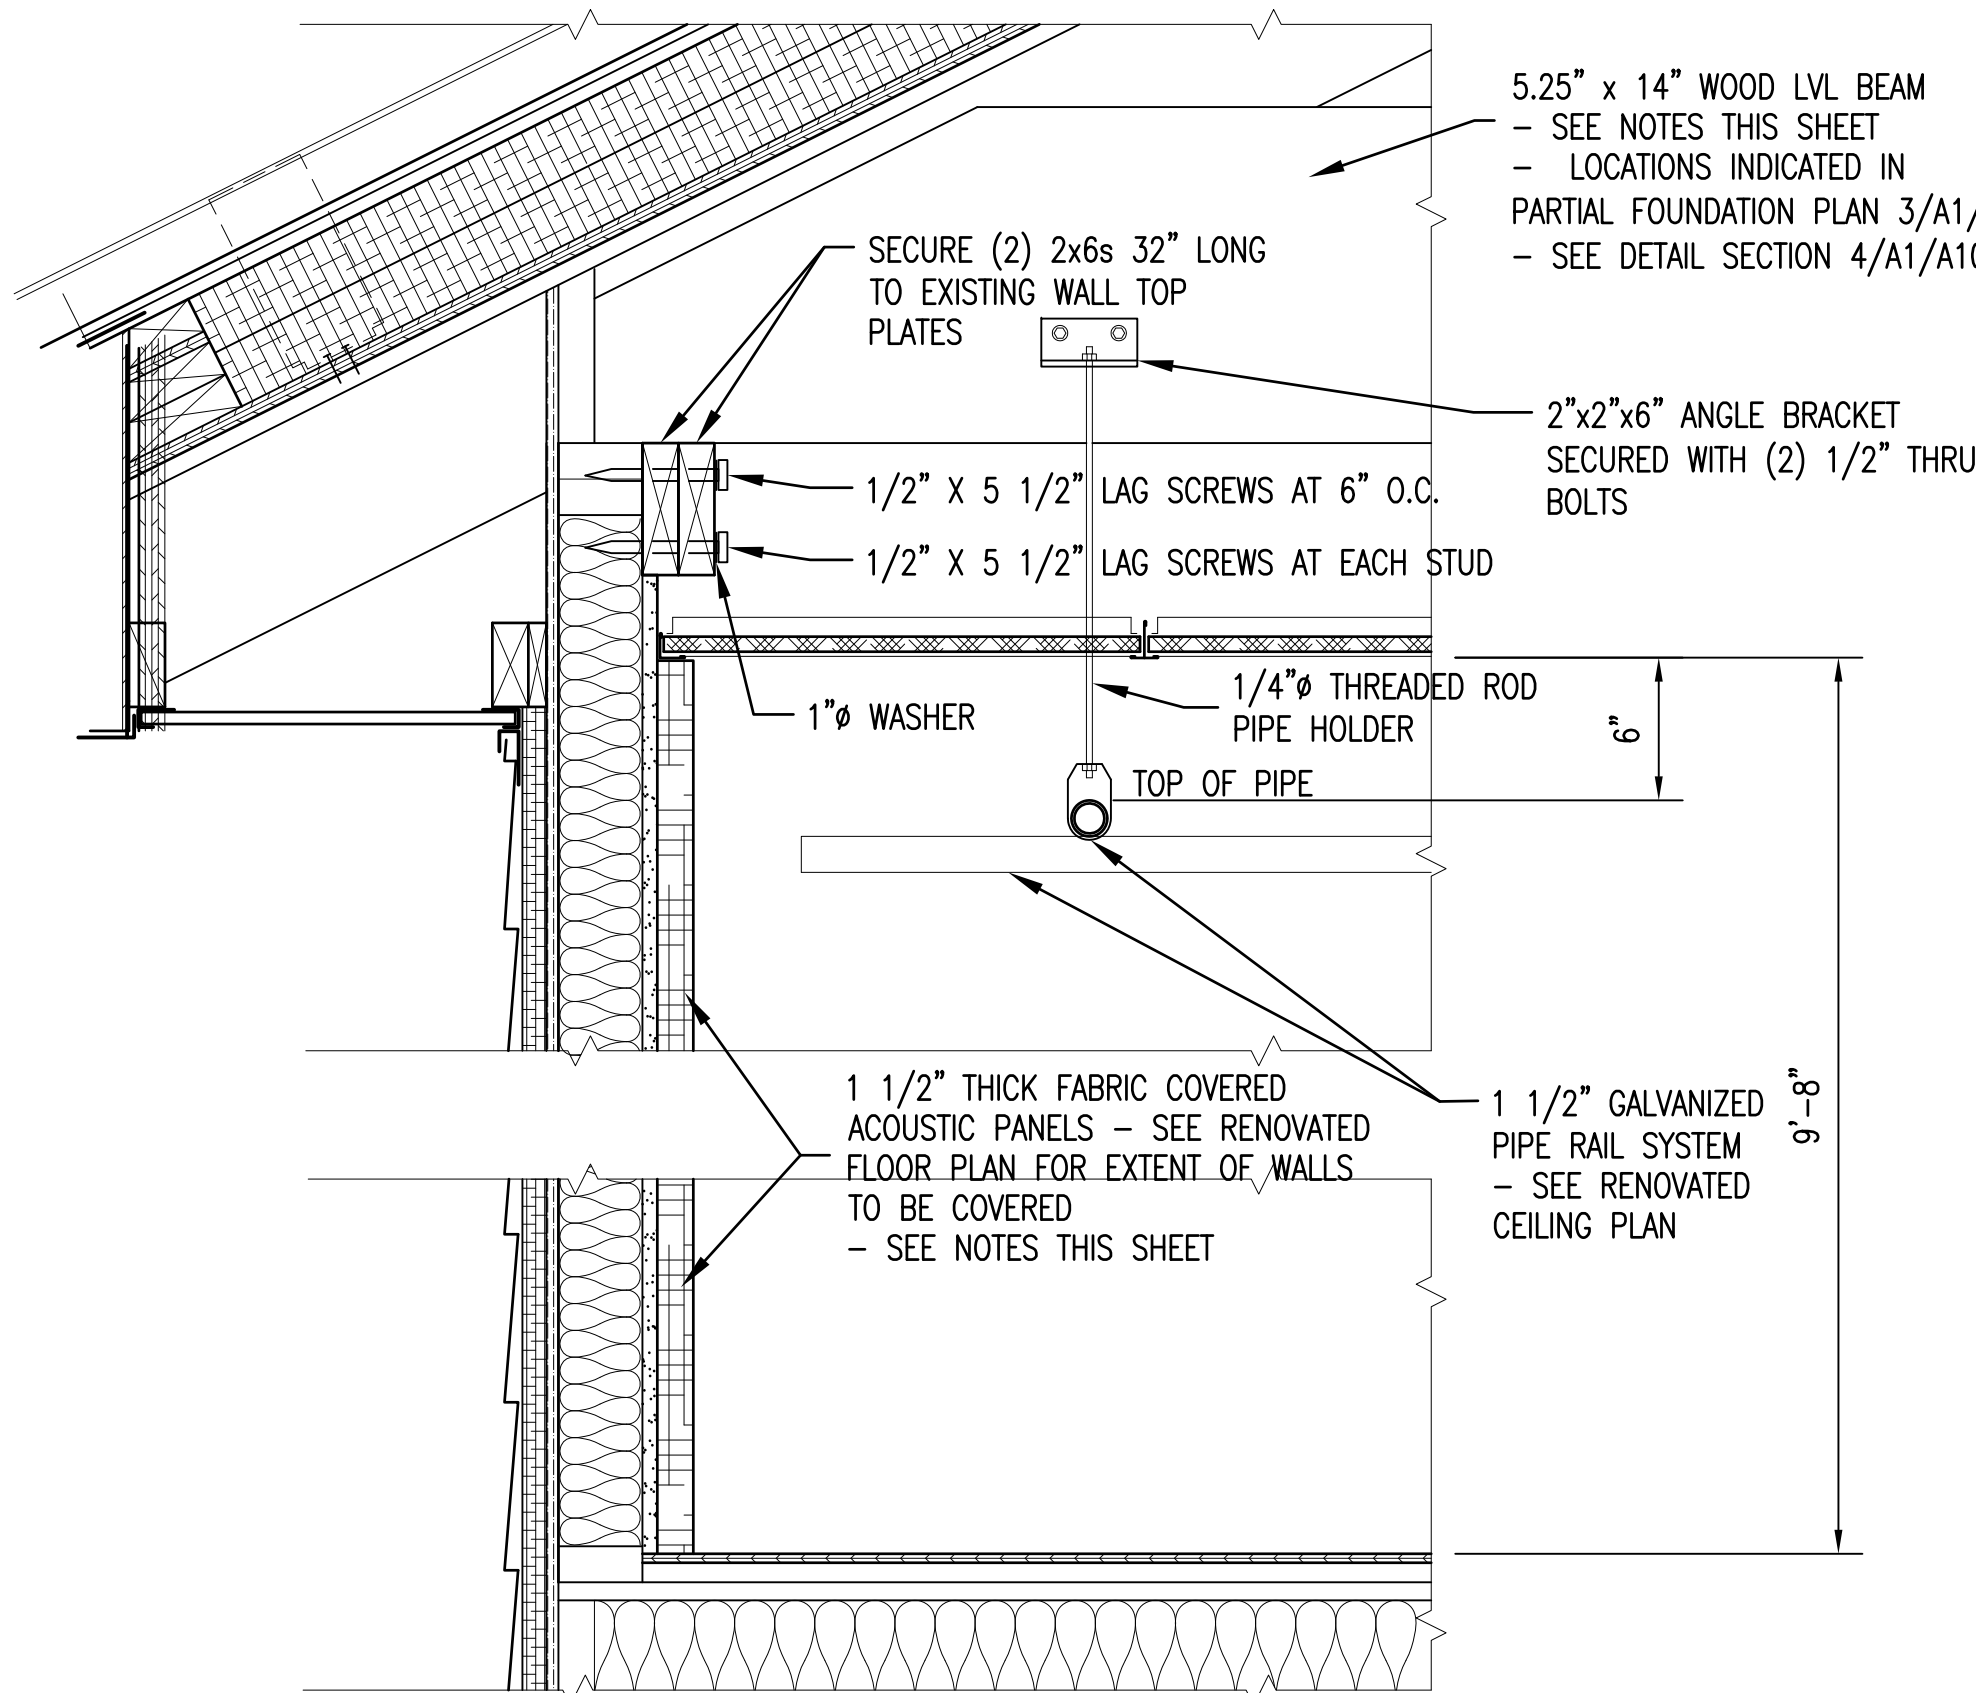 5.25” x 14” WOOD LVL BEAM
– SEE NOTES THIS SHEET
– LOCATIONS INDICATED IN
PARTIAL FOUNDATION PLAN 3/A1/
– SEE DETAIL SECTION 4/A1/A10
SECURE (2) 2x6s 32” LONG
TO EXISTING WALL TOP
PLATES
2”x2”x6” ANGLE BRACKET
SECURED WITH (2) 1/2” THRU
BOLTS
1/2” X 5 1/2” LAG SCREWS AT 6” O.C.
1/2” X 5 1/2” LAG SCREWS AT EACH STUD
1”ø WASHER
1/4”ø THREADED ROD
PIPE HOLDER
6”
TOP OF PIPE
9’–8”
1 1/2” THICK FABRIC COVERED
ACOUSTIC PANELS – SEE RENOVATED
FLOOR PLAN FOR EXTENT OF WALLS
TO BE COVERED
– SEE NOTES THIS SHEET
1 1/2” GALVANIZED
PIPE RAIL SYSTEM
– SEE RENOVATED
CEILING PLAN